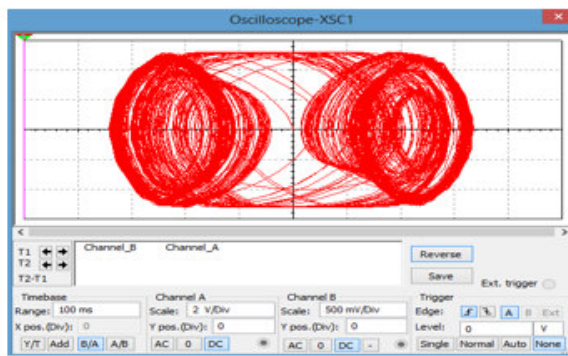 Oscilloscope-XSC1
T1
T2
T2-T1
Channel_B Channel_A
Reverse
Save
Ext. trigger
Timebase
Range: 100 ms
X pos.(Div): 0
Y/T Add B/A A/B
Channel A
Scale: 2 V/Div
Y pos.(Div): 0
AC 0 DC
Channel B
Scale: 500 mV/Div
Y pos.(Div): 0
AC 0 DC -
Trigger
Edge: A B Ext
Level: 0 V
Single Normal Auto None